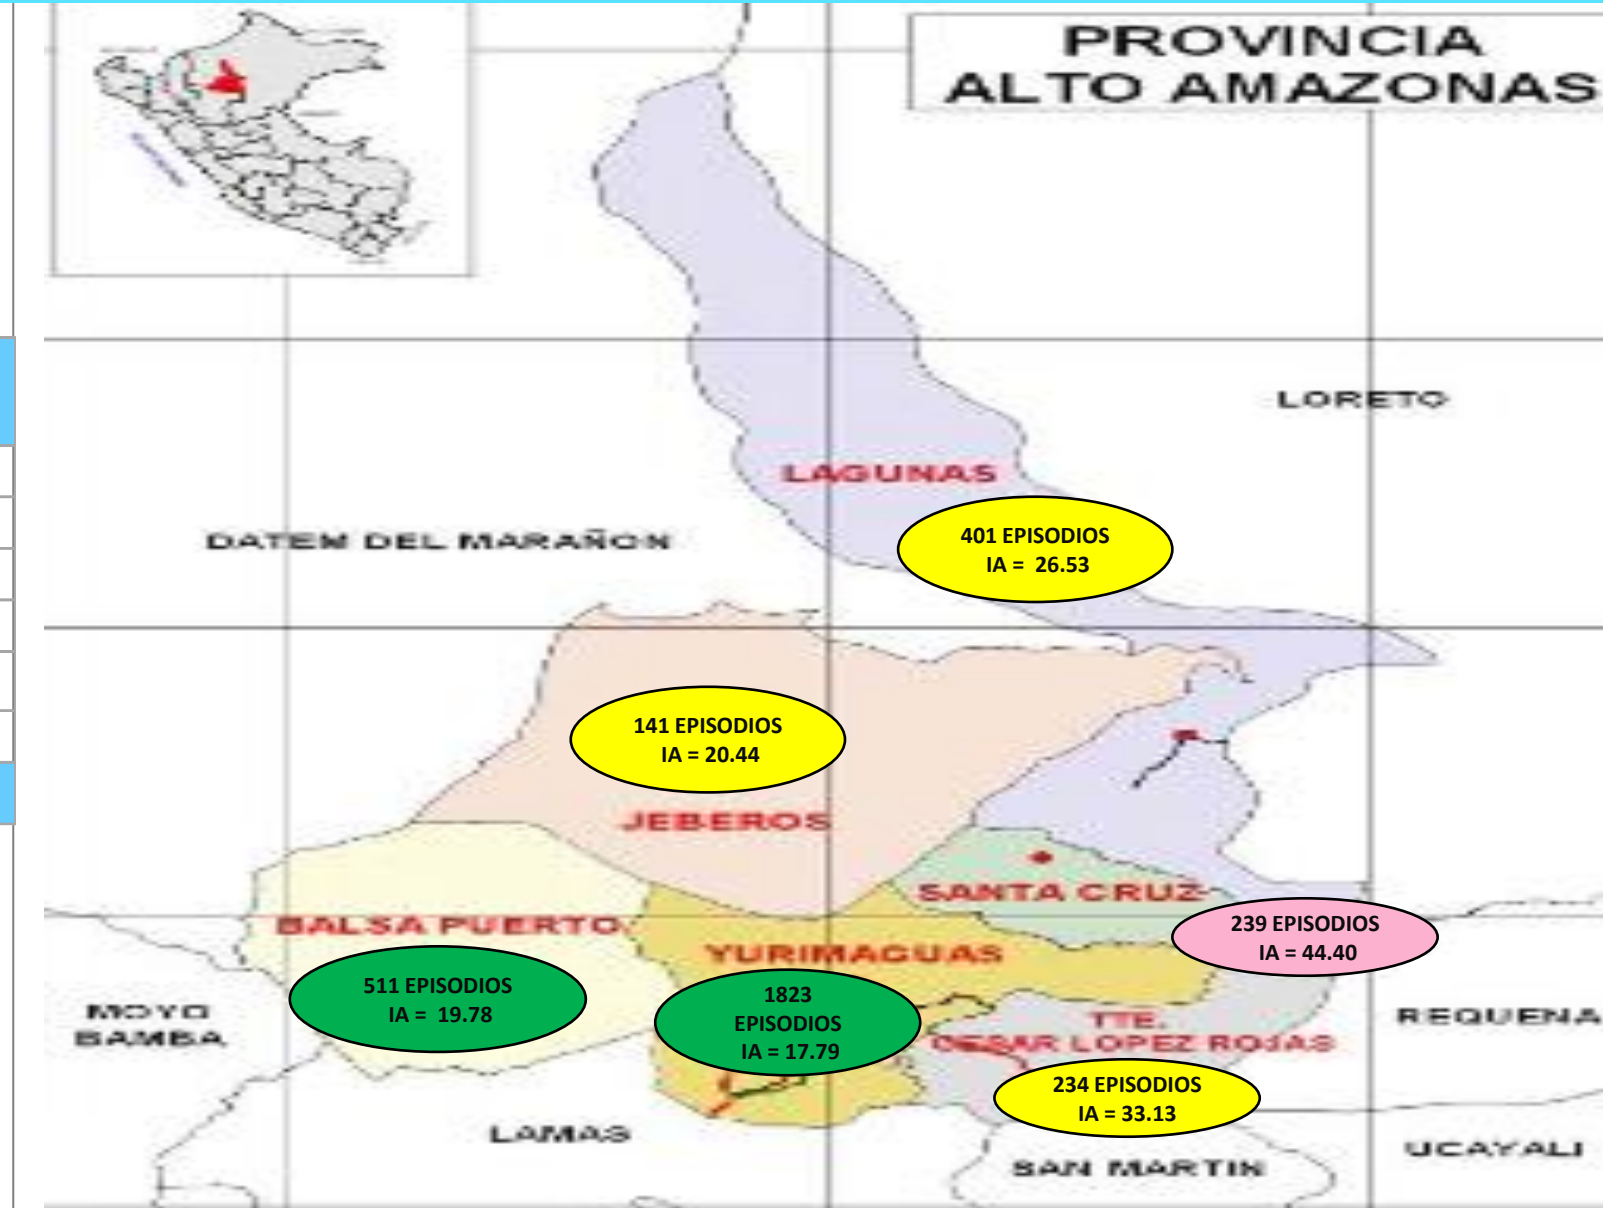 PROVINCIA
ALTO AMAZONAS
LORETO
LAGUNAS
401 EPISODIOS
IA = 26.53
DATEM DEL MARAÑON
141 EPISODIOS
IA = 20.44
JEBEROS
SANTA CRUZ
239 EPISODIOS
IA = 44.40
BALSA PUERTO
511 EPISODIOS
IA = 19.78
YURIMAGUAS
1823
EPISODIOS
IA = 17.79
MOYO
BAMBA
REQUENA
TTE.
CESAR LOPEZ ROJAS
234 EPISODIOS
IA = 33.13
LAMAS
SAN MARTIN
UCAYALI